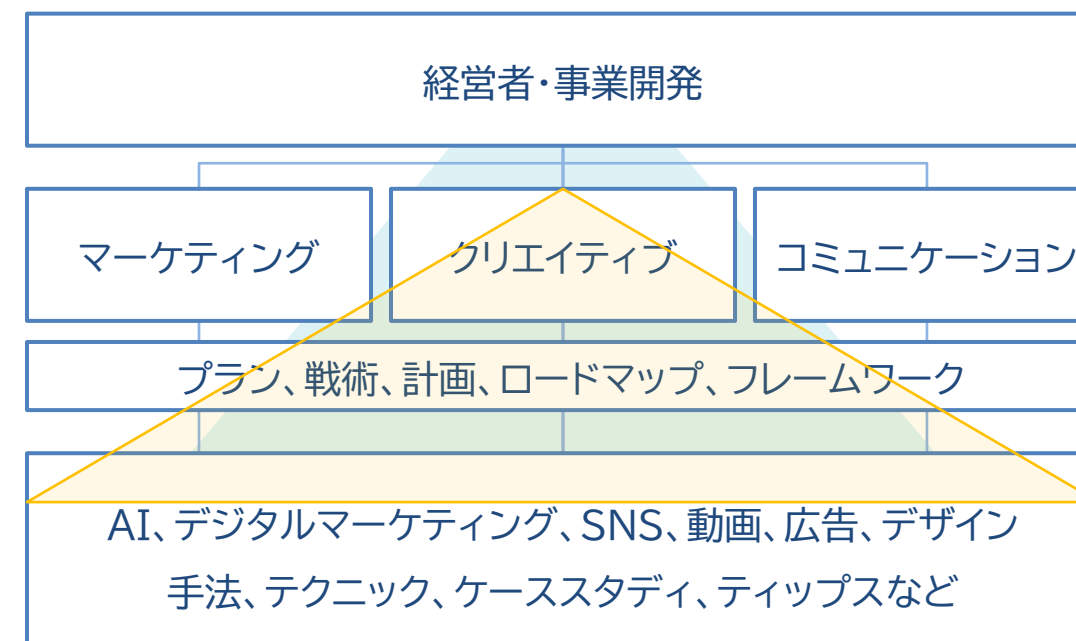 経営者・事業開発
マーケティング
クリエイティブ
コミュニケーション
プラン、戦術、計画、ロードマップ、フレームワーク
AI、デジタルマーケティング、SNS、動画、広告、デザイン
手法、テクニック、ケーススタディ、ティップスなど